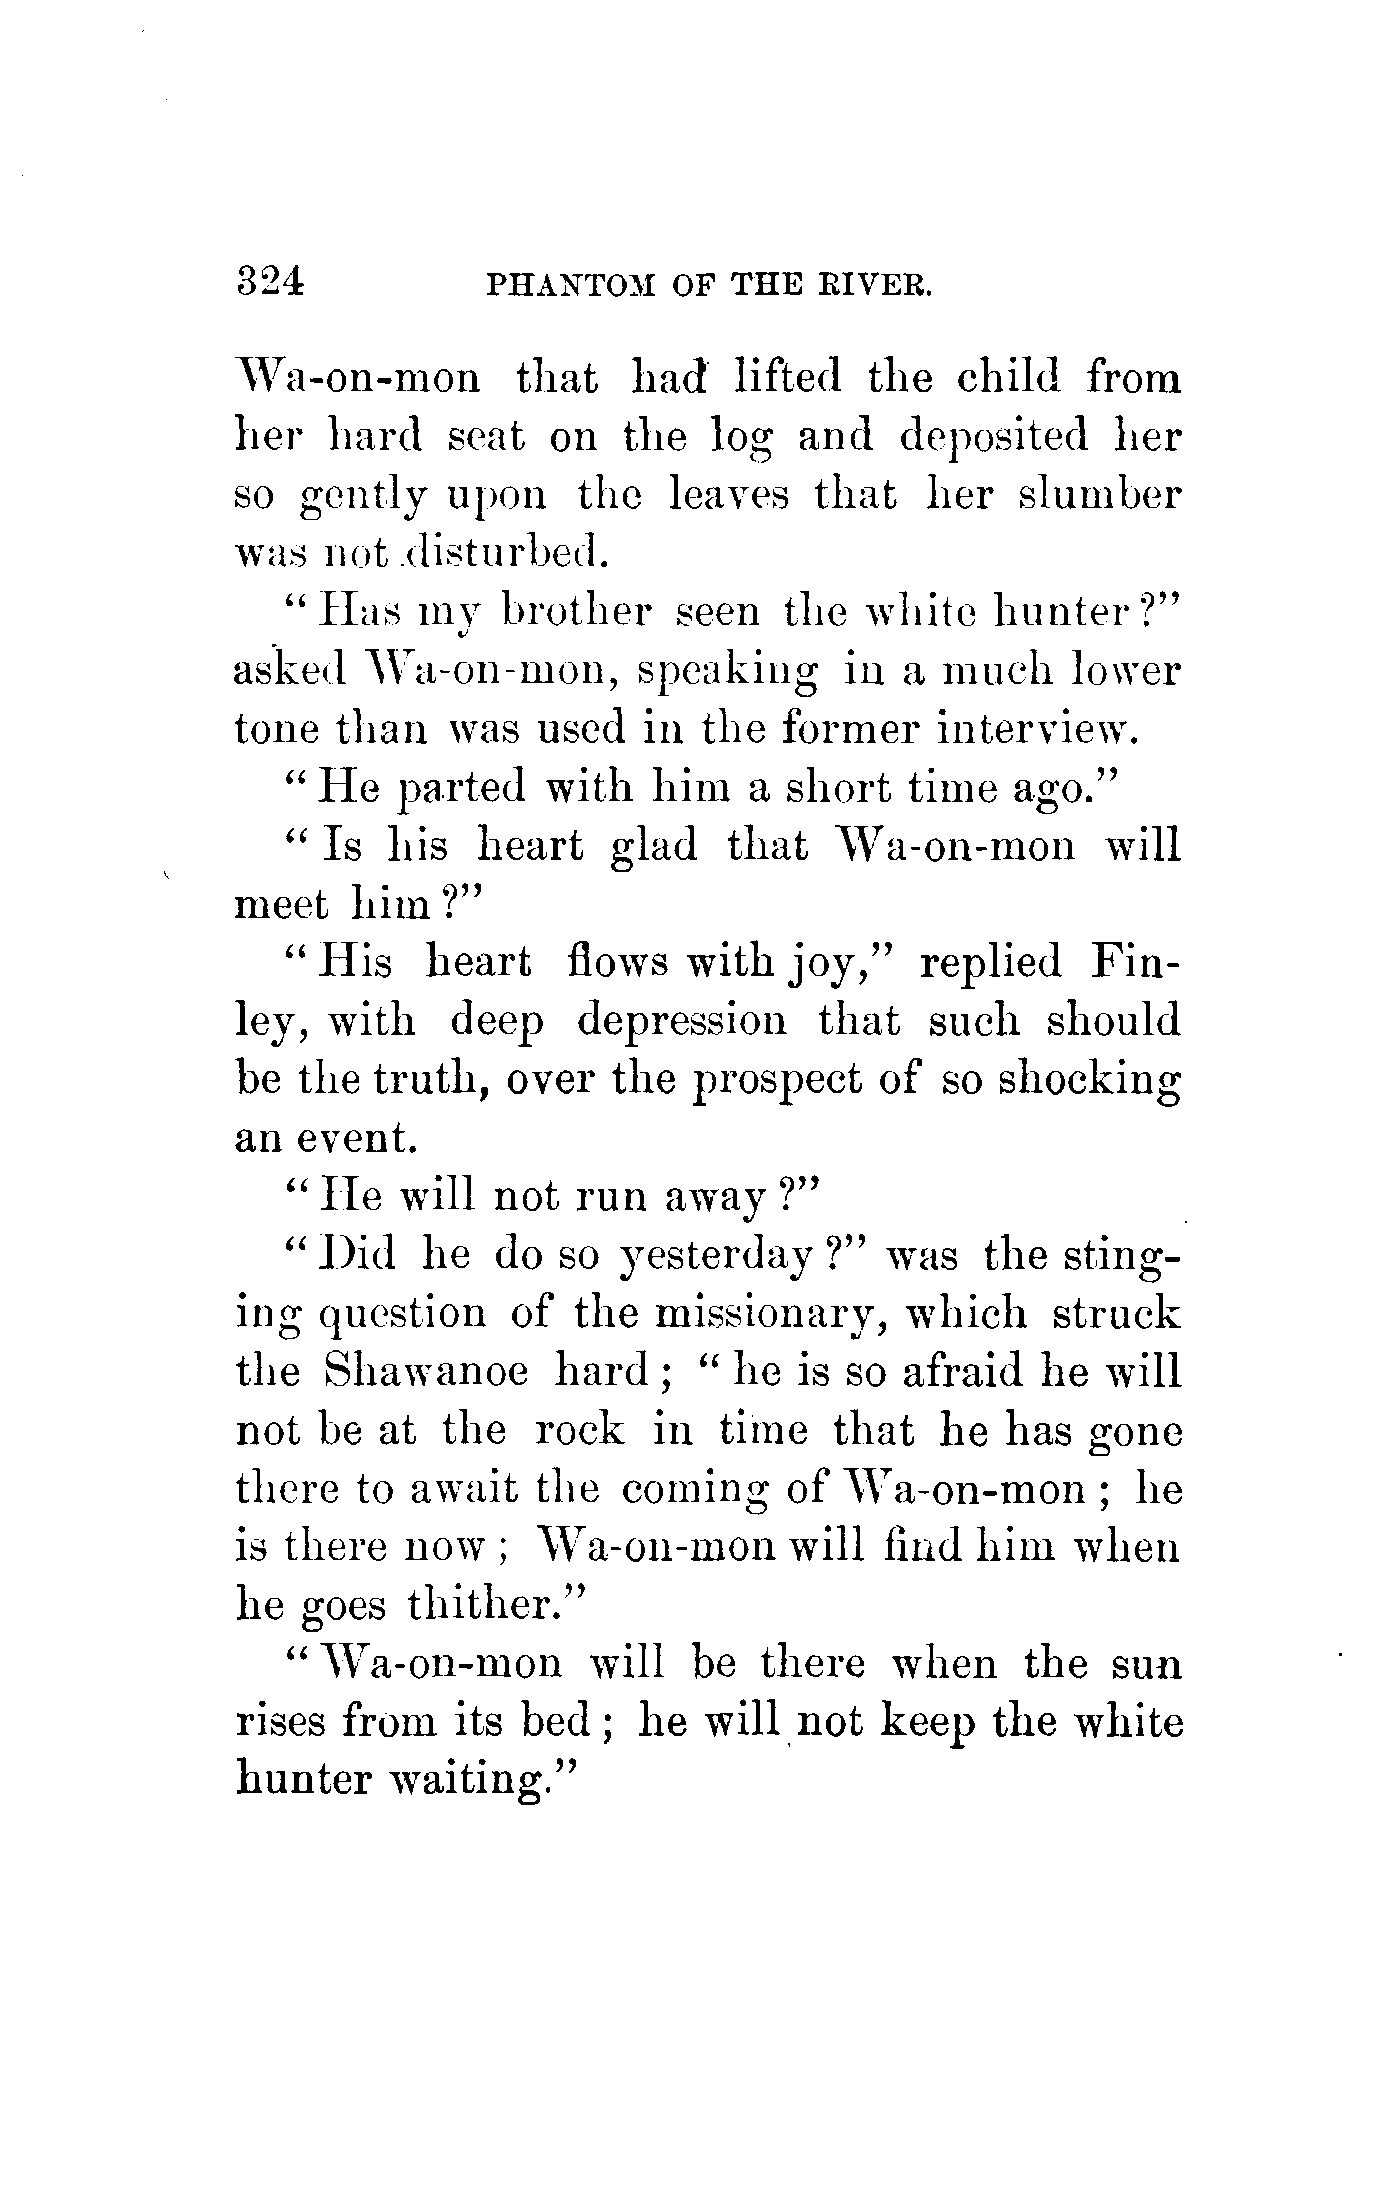 324 PHANTOM OF THE RIVER.
Wa-on-mon that had lifted the child from
her hard seat on the log and deposited her
so gently upon the leaves that her slumber
was not disturbed.
“Has my brother seen the white hunter?”
asked Wa-on-mon, speaking in a much lower
tone than was used in the former interview.
“He parted with him a short time ago.”
“Is his heart glad that Wa-on-mon will
meet him?”
“His heart flows with joy,” replied Fin-
ley, with deep depression that such should
be the truth, over the prospect of so shocking
an event.
“He will not run away?”
“Did he do so yesterday?” was the sting-
ing question of the missionary, which struck
the Shawanoe hard; “he is so afraid he will
not be at the rock in time that he has gone
there to await the coming of Wa-on-mon; he
is there now; Wa-on-mon will find him when
he goes thither.”
“Wa-on-mon will be there when the sun
rises from its bed; he will not keep the white
hunter waiting.”